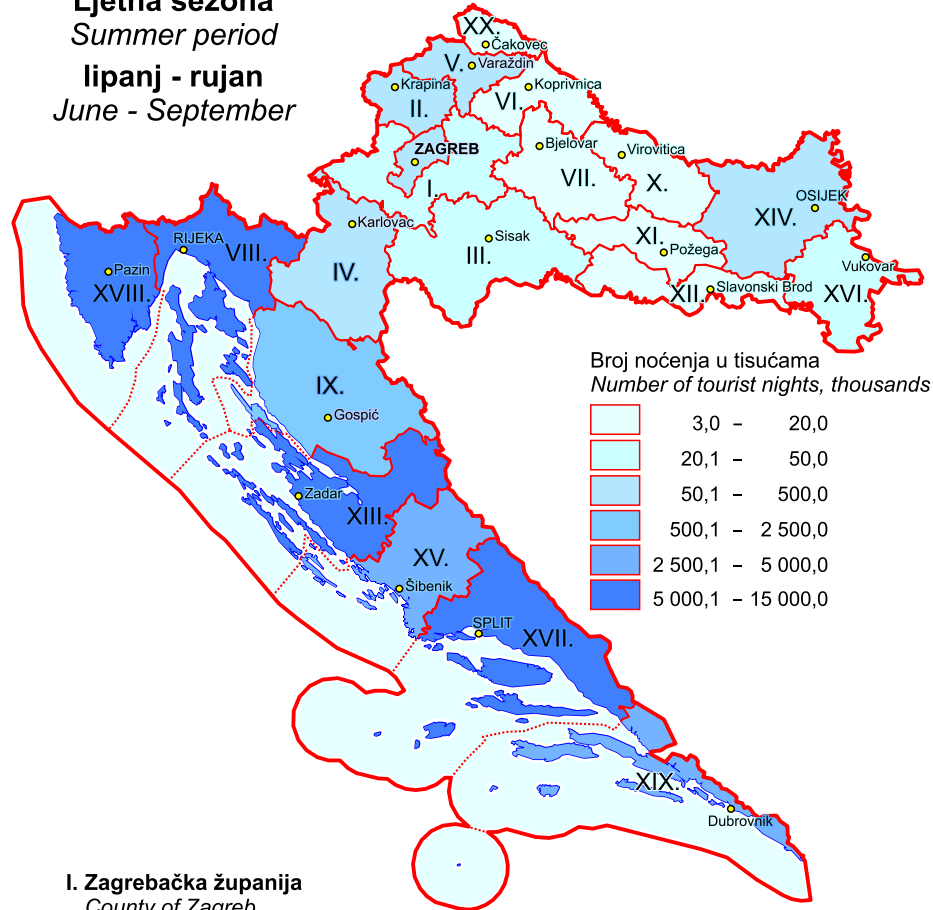 Ljetna sezona
Summer period
lipanj - rujan
June - September
XX.
Čakovec
V.
Varaždin
Krapina
II.
Koprivnica
VI.
ZAGREB
I.
Bjelovar
VII.
Virovitica
X.
OSIJEK
XIV.
Karlovac
IV.
Sisak
III.
XI.
Požega
XII.
Slavonski Brod
Vukovar
XVI.
RIJEKA
VIII.
Pazin
XVIII.
IX.
Gospić
Zadar
XIII.
XV.
Šibenik
SPLIT
XVII.
XIX.
Dubrovnik
Broj noćenja u tisućama
Number of tourist nights, thousands
3,0 – 20,0
20,1 – 50,0
50,1 – 500,0
500,1 – 2 500,0
2 500,1 – 5 000,0
5 000,1 – 15 000,0
I. Zagrebačka županija
County of Zagreb